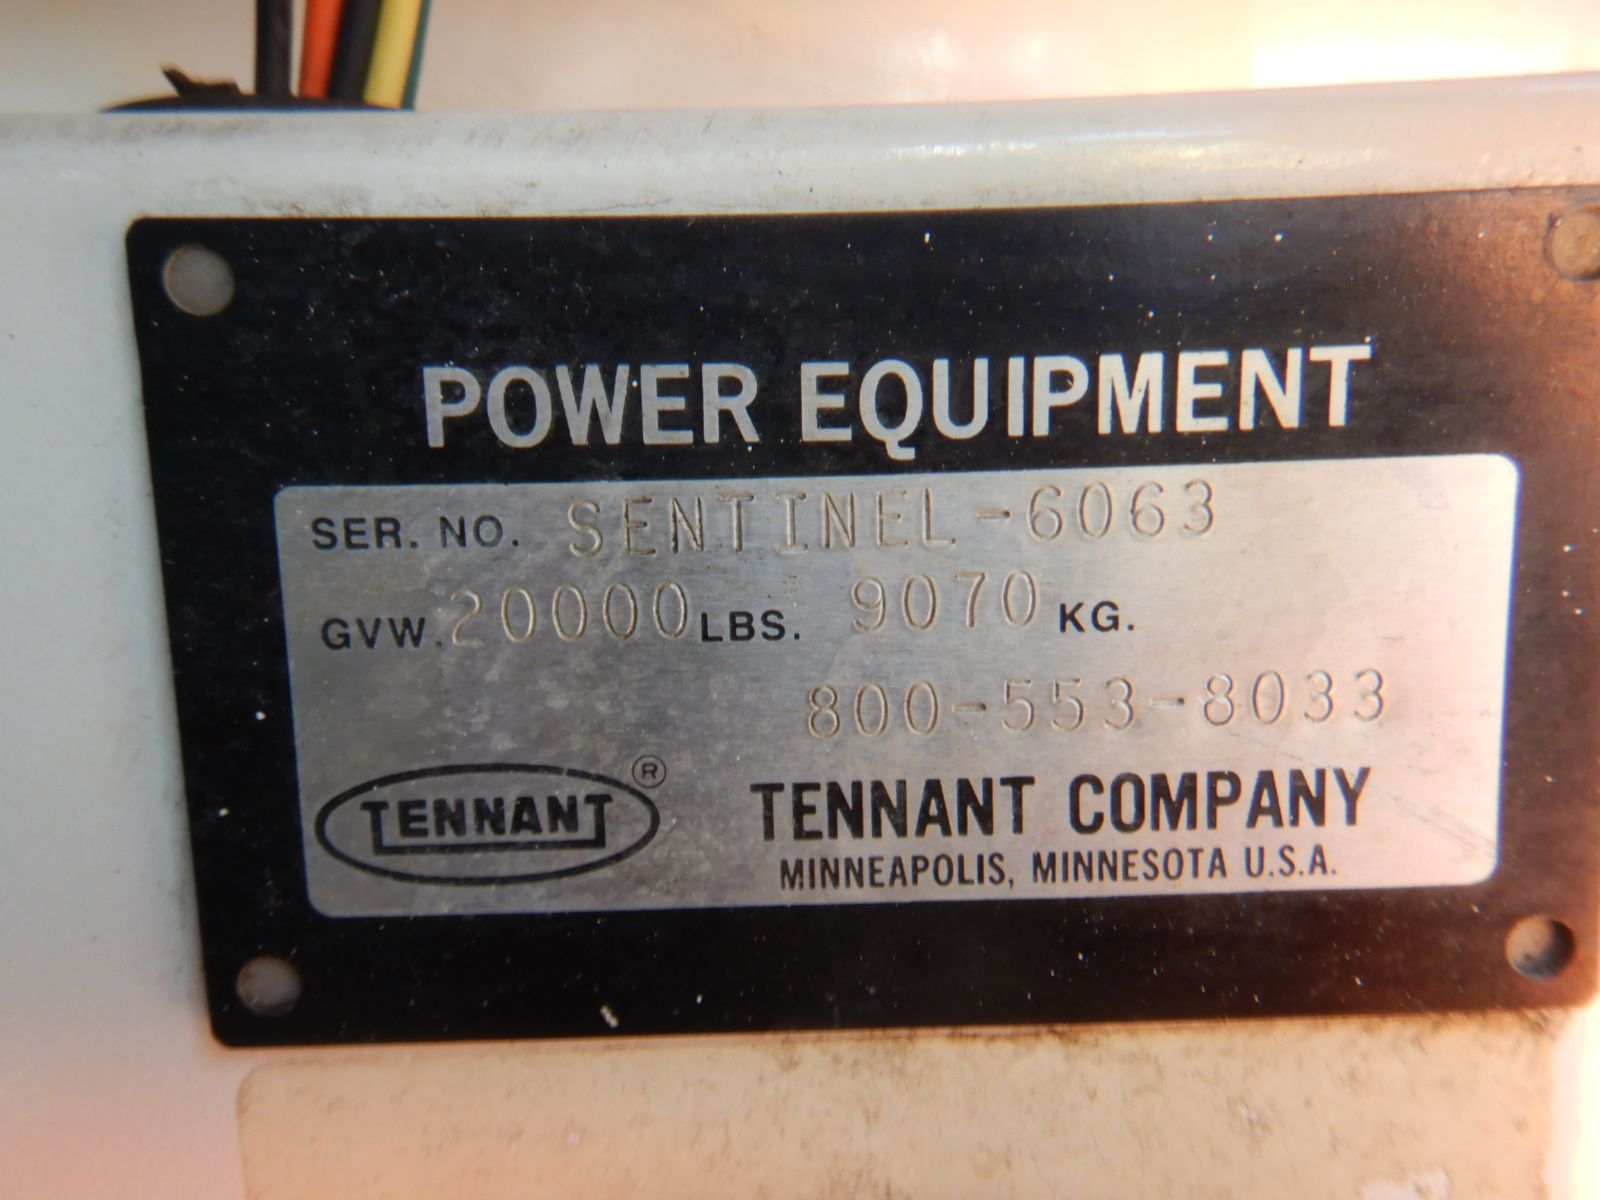 POWER EQUIPMENT
SER. NO. SENTINEL-6063
GVW. 20000 LBS. 9070 KG.
800-553-8033
TENNANT ®
TENNANT COMPANY
MINNEAPOLIS, MINNESOTA U.S.A.